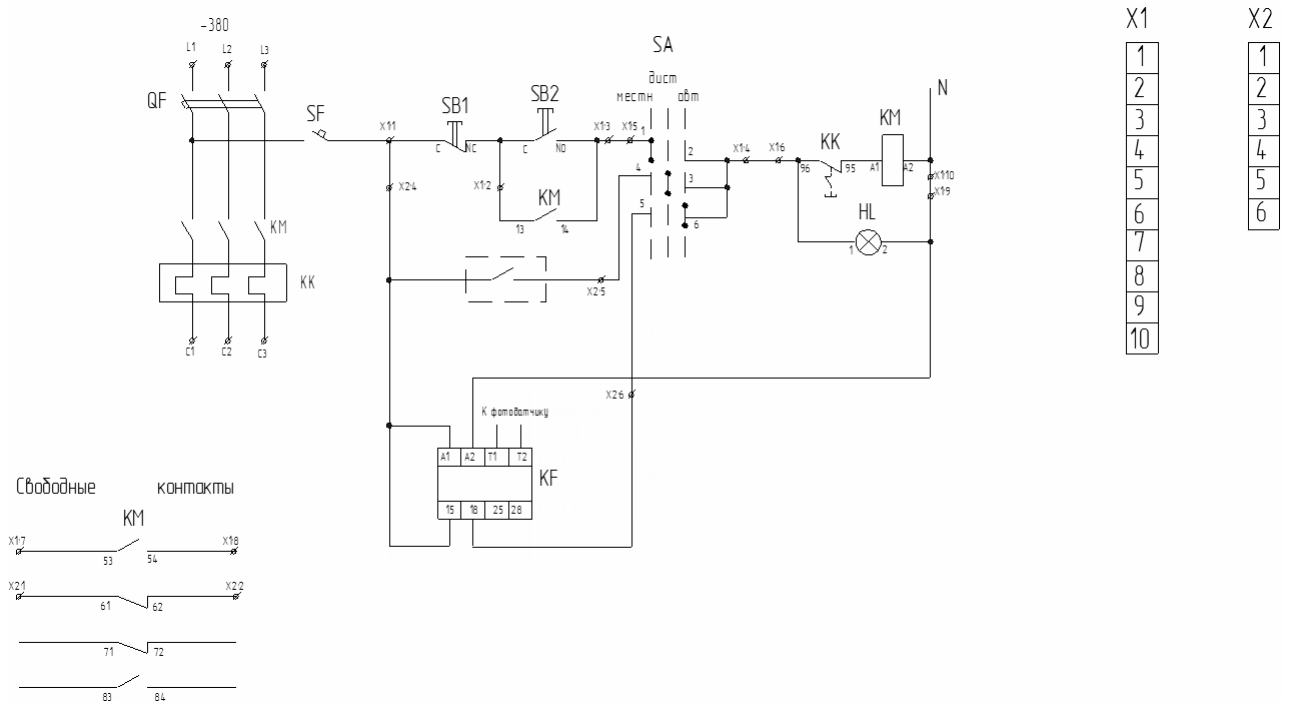 ~380
L1 L2 L3
QF
SF
X1:1
SB1
C NC
SB2
C NO
X1:3 X1:5
SA
дист
местн авт
1
2
4
3
5
6
X1:4 X1:6
KK
96 95
KM
A1 A2
N
X1:10
X1:9
HL
1 2
X2:4
X1:2
KM
13 14
X2:5
KM
KK
C1 C2 C3
X2:6
К фотодатчику
A1 A2 T1 T2
KF
15 18 25 28
Свободные контакты
KM
X1:7 X1:8
53 54
X2:1 X2:2
61 62
71 72
83 84
X1
1
2
3
4
5
6
7
8
9
10
X2
1
2
3
4
5
6